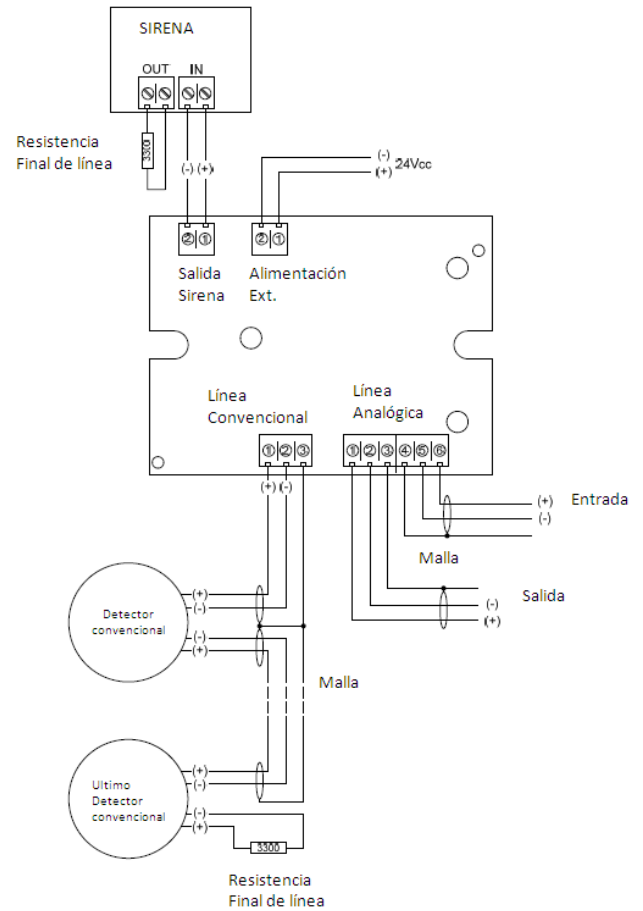 SIRENA
OUT IN
Resistencia
Final de línea
3300
(-) (+)
(-)
(+)
24Vcc
② ①
② ①
Salida
Sirena
Alimentación
Ext.
Línea
Convencional
Línea
Analógica
① ② ③
① ② ③ ④ ⑤ ⑥
(+) (-)
(+) Entrada
(-)
Malla
Salida
(-)
(+)
Detector
convencional
(+)
(-)
(-)
(+)
Malla
Ultimo
Detector
convencional
(+)
(-)
(-)
(+)
3300
Resistencia
Final de línea